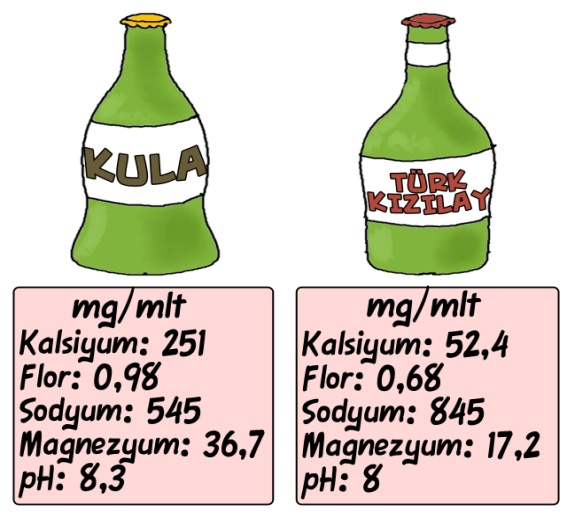 KULA
TÜRK
KIZILAY
mg/mlt
Kalsiyum: 251
Flor: 0,98
Sodyum: 545
Magnezyum: 36,7
pH: 8,3
mg/mlt
Kalsiyum: 52,4
Flor: 0,68
Sodyum: 845
Magnezyum: 17,2
pH: 8